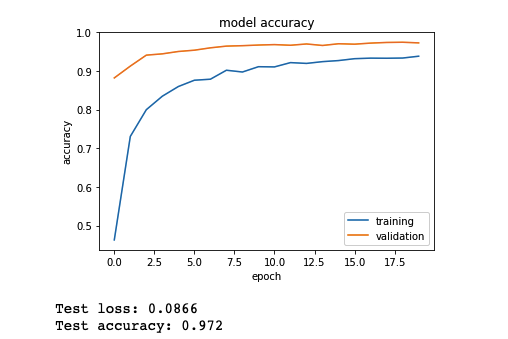 model accuracy
1.0
0.9
0.8
0.7
0.6
0.5
accuracy
training
validation
0.0 2.5 5.0 7.5 10.0 12.5 15.0 17.5
epoch
Test loss: 0.0866
Test accuracy: 0.972